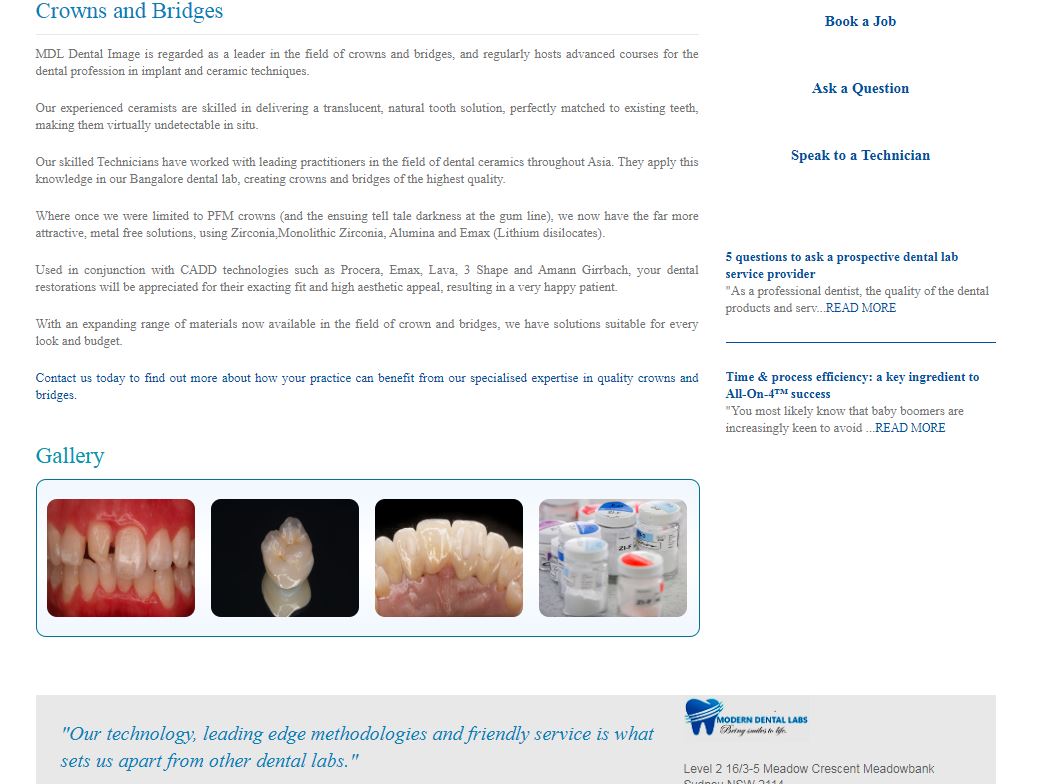 Crowns and Bridges
MDL Dental Image is regarded as a leader in the field of crowns and bridges, and regularly hosts advanced courses for the
dental profession in implant and ceramic techniques.
Our experienced ceramists are skilled in delivering a translucent, natural tooth solution, perfectly matched to existing teeth,
making them virtually undetectable in situ.
Our skilled Technicians have worked with leading practitioners in the field of dental ceramics throughout Asia. They apply this
knowledge in our Bangalore dental lab, creating crowns and bridges of the highest quality.
Where once we were limited to PFM crowns (and the ensuing tell tale darkness at the gum line), we now have the far more
attractive, metal free solutions, using Zirconia,Monolithic Zirconia, Alumina and Emax (Lithium disilocates).
Used in conjunction with CADD technologies such as Procera, Emax, Lava, 3 Shape and Amann Girrbach, your dental
restorations will be appreciated for their exacting fit and high aesthetic appeal, resulting in a very happy patient.
With an expanding range of materials now available in the field of crown and bridges, we have solutions suitable for every
look and budget.
Contact us today to find out more about how your practice can benefit from our specialised expertise in quality crowns and
bridges.
Gallery
Book a Job
Ask a Question
Speak to a Technician
5 questions to ask a prospective dental lab
service provider
"As a professional dentist, the quality of the dental
products and serv...READ MORE
Time & process efficiency: a key ingredient to
All-On-4™ success
"You most likely know that baby boomers are
increasingly keen to avoid ...READ MORE
"Our technology, leading edge methodologies and friendly service is what
sets us apart from other dental labs."
MODERN DENTAL LABS
Being smiles to life.
Level 2 16/3-5 Meadow Crescent Meadowbank
Sydney NSW 2114